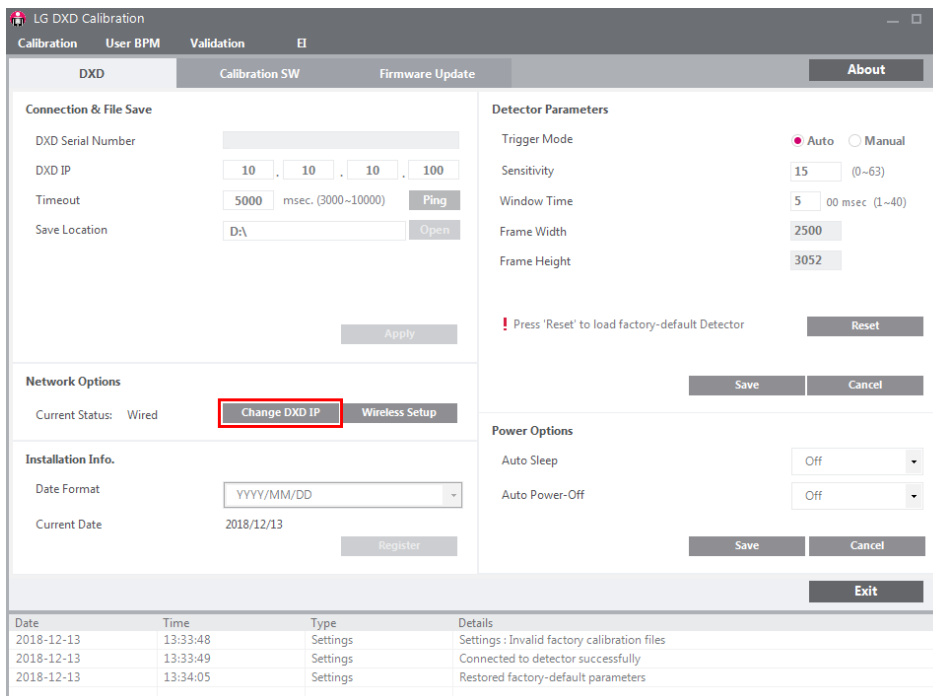 LG DXD Calibration
Calibration User BPM Validation EI
DXD Calibration SW Firmware Update About
Connection & File Save
DXD Serial Number
DXD IP 10 . 10 . 10 . 100
Timeout 5000 msec. (3000~10000) Ping
Save Location D:\ Open
Apply
Network Options
Current Status: Wired Change DXD IP Wireless Setup
Installation Info.
Date Format YYYY/MM/DD
Current Date 2018/12/13
Register
Detector Parameters
Trigger Mode Auto Manual
Sensitivity 15 (0~63)
Window Time 5 00 msec (1~40)
Frame Width 2500
Frame Height 3052
! Press 'Reset' to load factory-default Detector Reset
Save Cancel
Power Options
Auto Sleep Off
Auto Power-Off Off
Save Cancel
Exit
Date Time Type Details
2018-12-13 13:33:48 Settings Settings : Invalid factory calibration files
2018-12-13 13:33:49 Settings Connected to detector successfully
2018-12-13 13:34:05 Settings Restored factory-default parameters